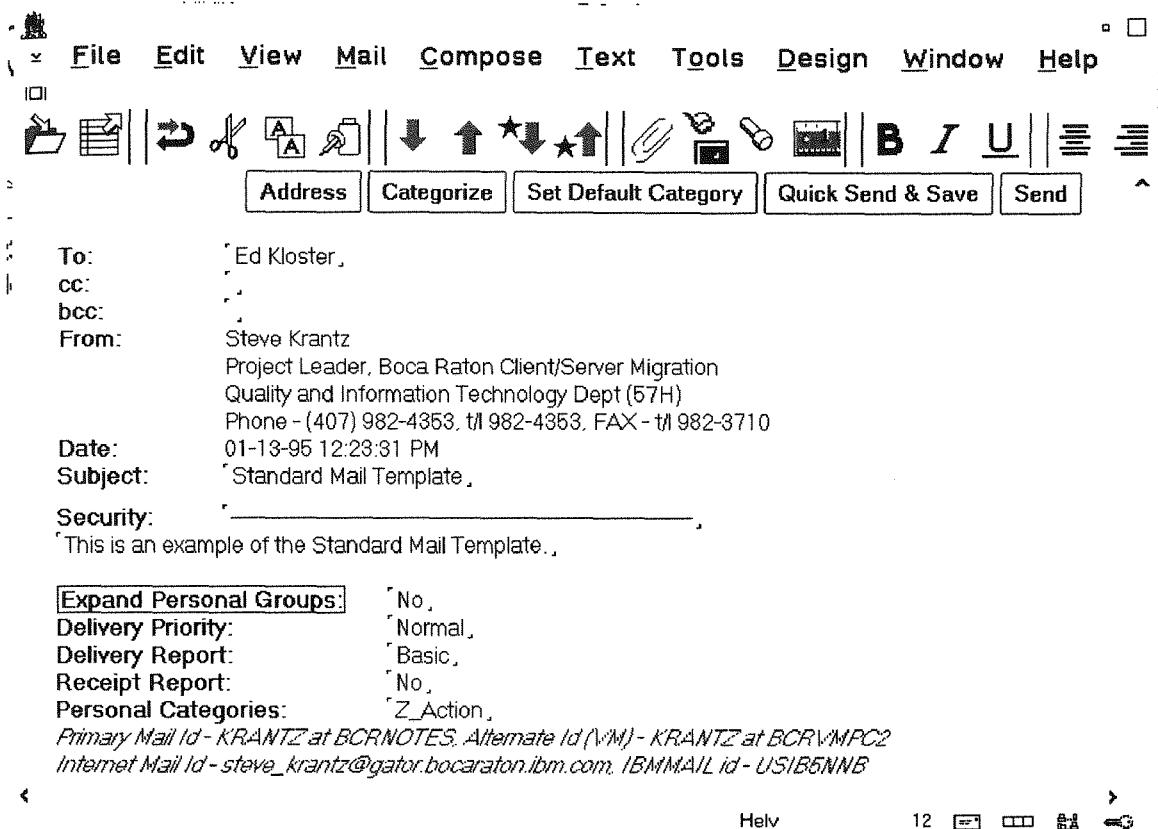 File Edit View Mail Compose Text Tools Design Window Help
B I U
Address Categorize Set Default Category Quick Send & Save Send
To: Ed Kloster
cc:
bcc:
From: Steve Krantz
Project Leader, Boca Raton Client/Server Migration
Quality and Information Technology Dept (57H)
Phone - (407) 982-4353, t/l 982-4353, FAX - t/l 982-3710
Date: 01-13-95 12:23:31 PM
Subject: Standard Mail Template
Security:
This is an example of the Standard Mail Template.
Expand Personal Groups: No
Delivery Priority: Normal
Delivery Report: Basic
Receipt Report: No
Personal Categories: Z_Action
Primary Mail Id - KRANTZ at BCRNOTES, Alternate Id (VM) - KRANTZ at BCRVMPC2
Internet Mail Id - steve_krantz@gator.bocaraton.ibm.com, IBMMAIL id - USIB5NNB
Helv 12